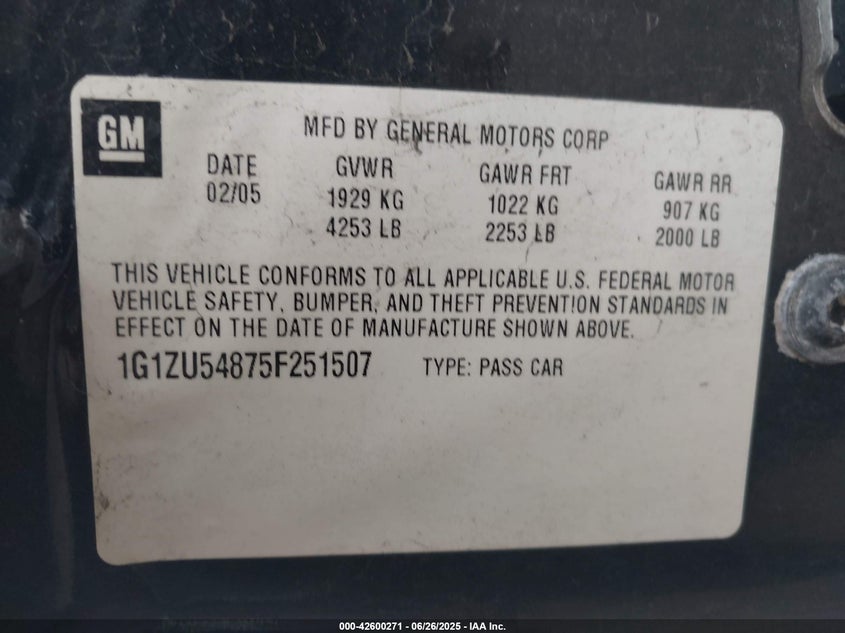 GM
MFD BY GENERAL MOTORS CORP
DATE GVWR GAWR FRT GAWR RR
02/05 1929 KG 1022 KG 907 KG
4253 LB 2253 LB 2000 LB
THIS VEHICLE CONFORMS TO ALL APPLICABLE U.S. FEDERAL MOTOR
VEHICLE SAFETY, BUMPER, AND THEFT PREVENTION STANDARDS IN
EFFECT ON THE DATE OF MANUFACTURE SHOWN ABOVE.
1G1ZU54875F251507 TYPE: PASS CAR
000-42600271 | 06/26/2025 - IAA Inc.